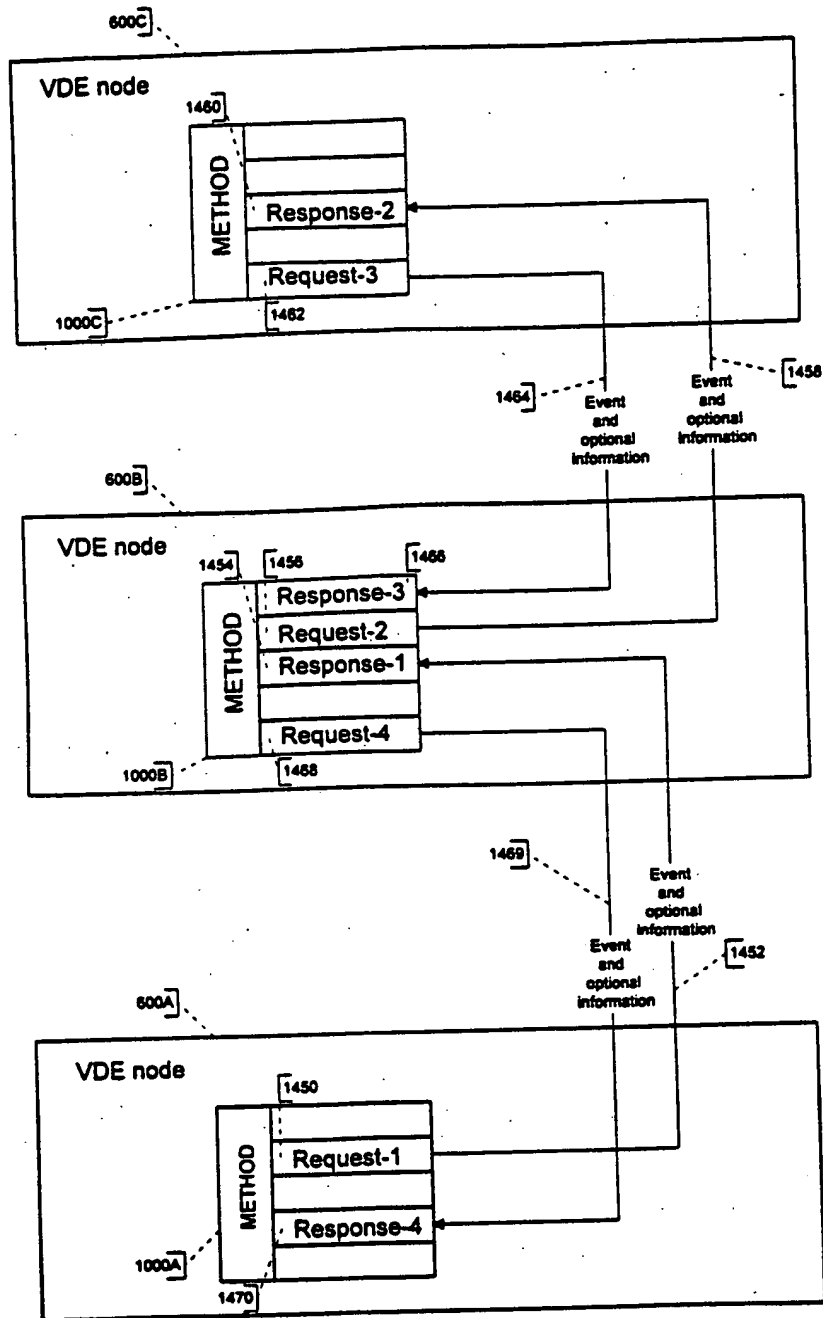 600C
VDE node
1460
METHOD
Response-2
Request-3
1000C
1462
1464
Event
and
optional
information
1458
Event
and
optional
information
600B
VDE node
1454
1456
1466
METHOD
Response-3
Request-2
Response-1
Request-4
1000B
1468
1469
Event
and
optional
information
Event
and
optional
information
1452
600A
VDE node
1450
METHOD
Request-1
Response-4
1000A
1470